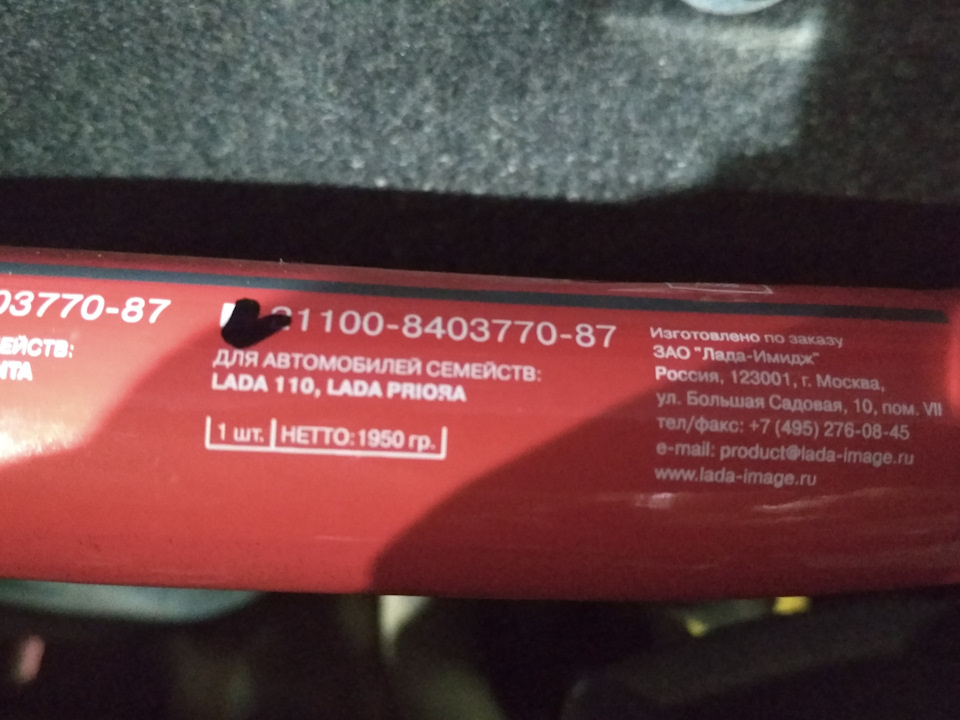 03770-87
ЕЙСТВ:
1100-8403770-87
ДЛЯ АВТОМОБИЛЕЙ СЕМЕЙСТВ:
LADA 110, LADA PRIORA
1 шт. НЕТТО: 1950 гр.
Изготовлено по заказу
ЗАО "Лада-Имидж"
Россия, 123001, г. Москва,
ул. Большая Садовая, 10, пом. VII
тел/факс: +7 (495) 276-08-45
e-mail: product@lada-image.ru
www.lada-image.ru